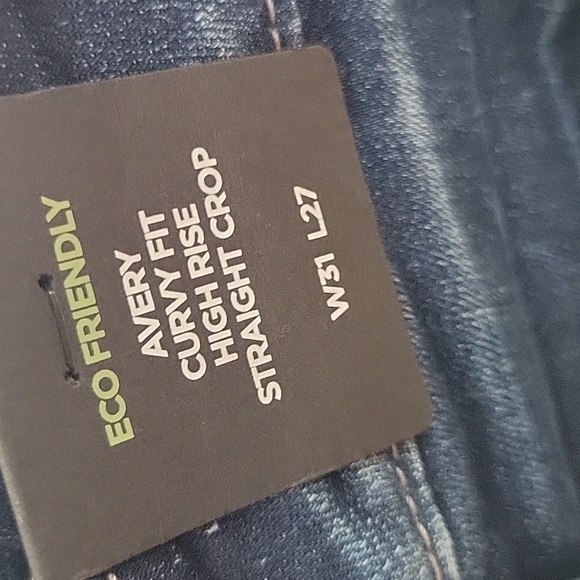 ECO FRIENDLY
AVERY
CURVY FIT
HIGH RISE
STRAIGHT CROP
W31 L27